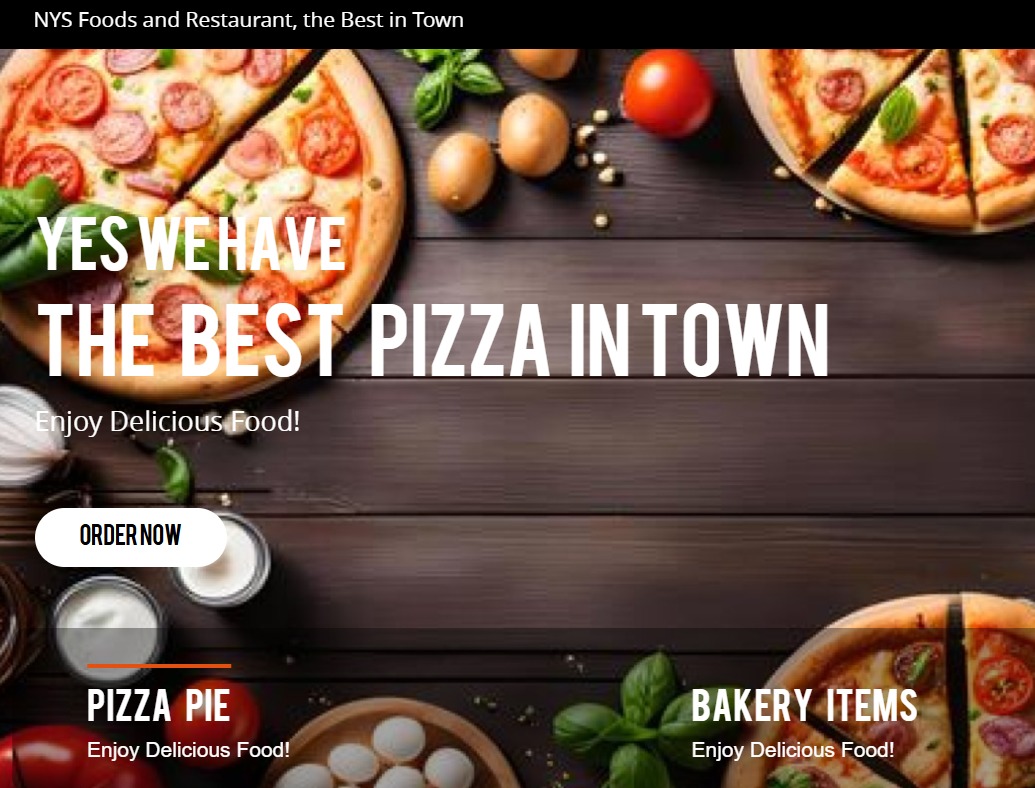 NYS Foods and Restaurant, the Best in Town
YES WE HAVE
THE BEST PIZZA IN TOWN
Enjoy Delicious Food!
ORDER NOW
PIZZA PIE
Enjoy Delicious Food!
BAKERY ITEMS
Enjoy Delicious Food!